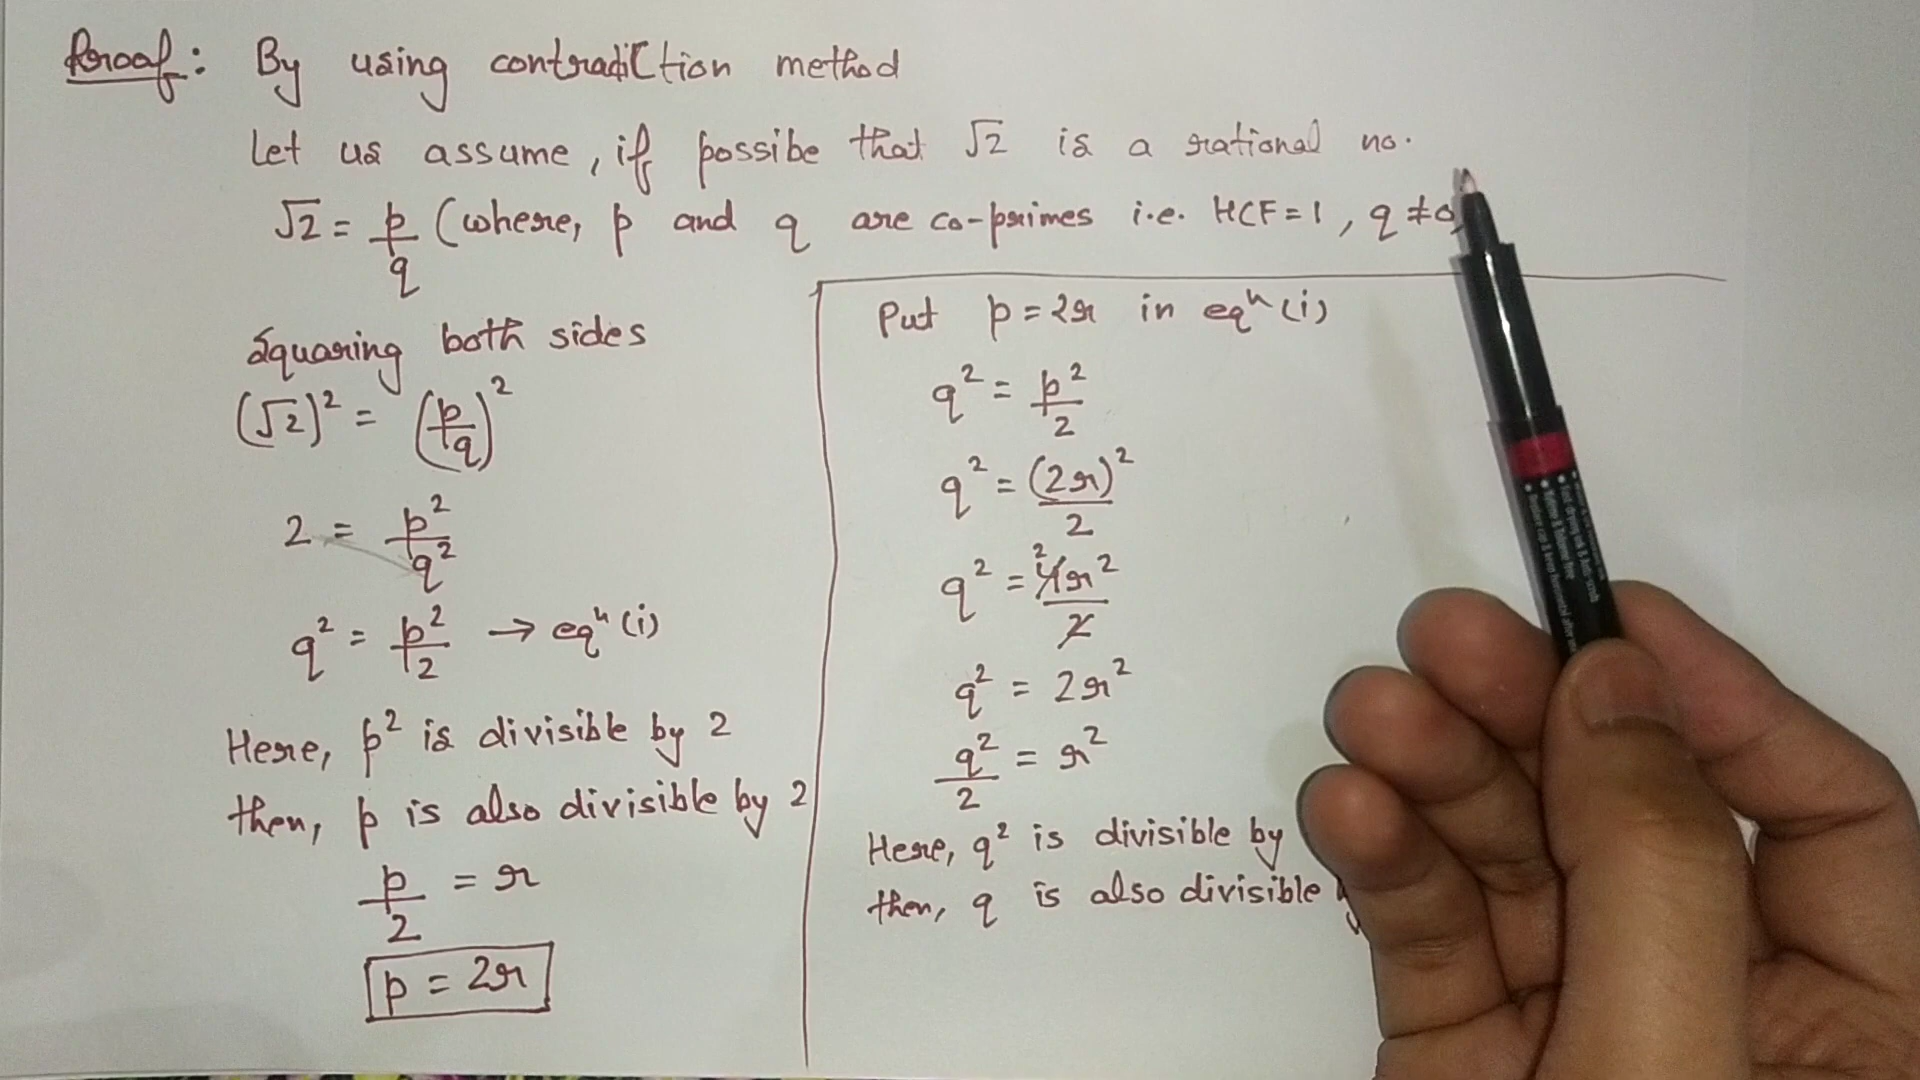 Proof: By using contradiction method
Let us assume, if possibe that √2 is a rational no.
√2 = p/q (where, p and q are co-primes i.e. HCF=1, q ≠0
Squaring both sides
(√2)² = (p/q)²
2 = p²/q²
q² = p²/2 → eqⁿ (i)
Here, p² is divisible by 2
then, p is also divisible by 2
p/2 = r
p = 2r
Put p = 2r in eqⁿ (i)
q² = p²/2
q² = (2r)²/2
q² = 4r²/2
2
q² = 2r²
q²/2 = r²
Here, q² is divisible by
then, q is also divisible